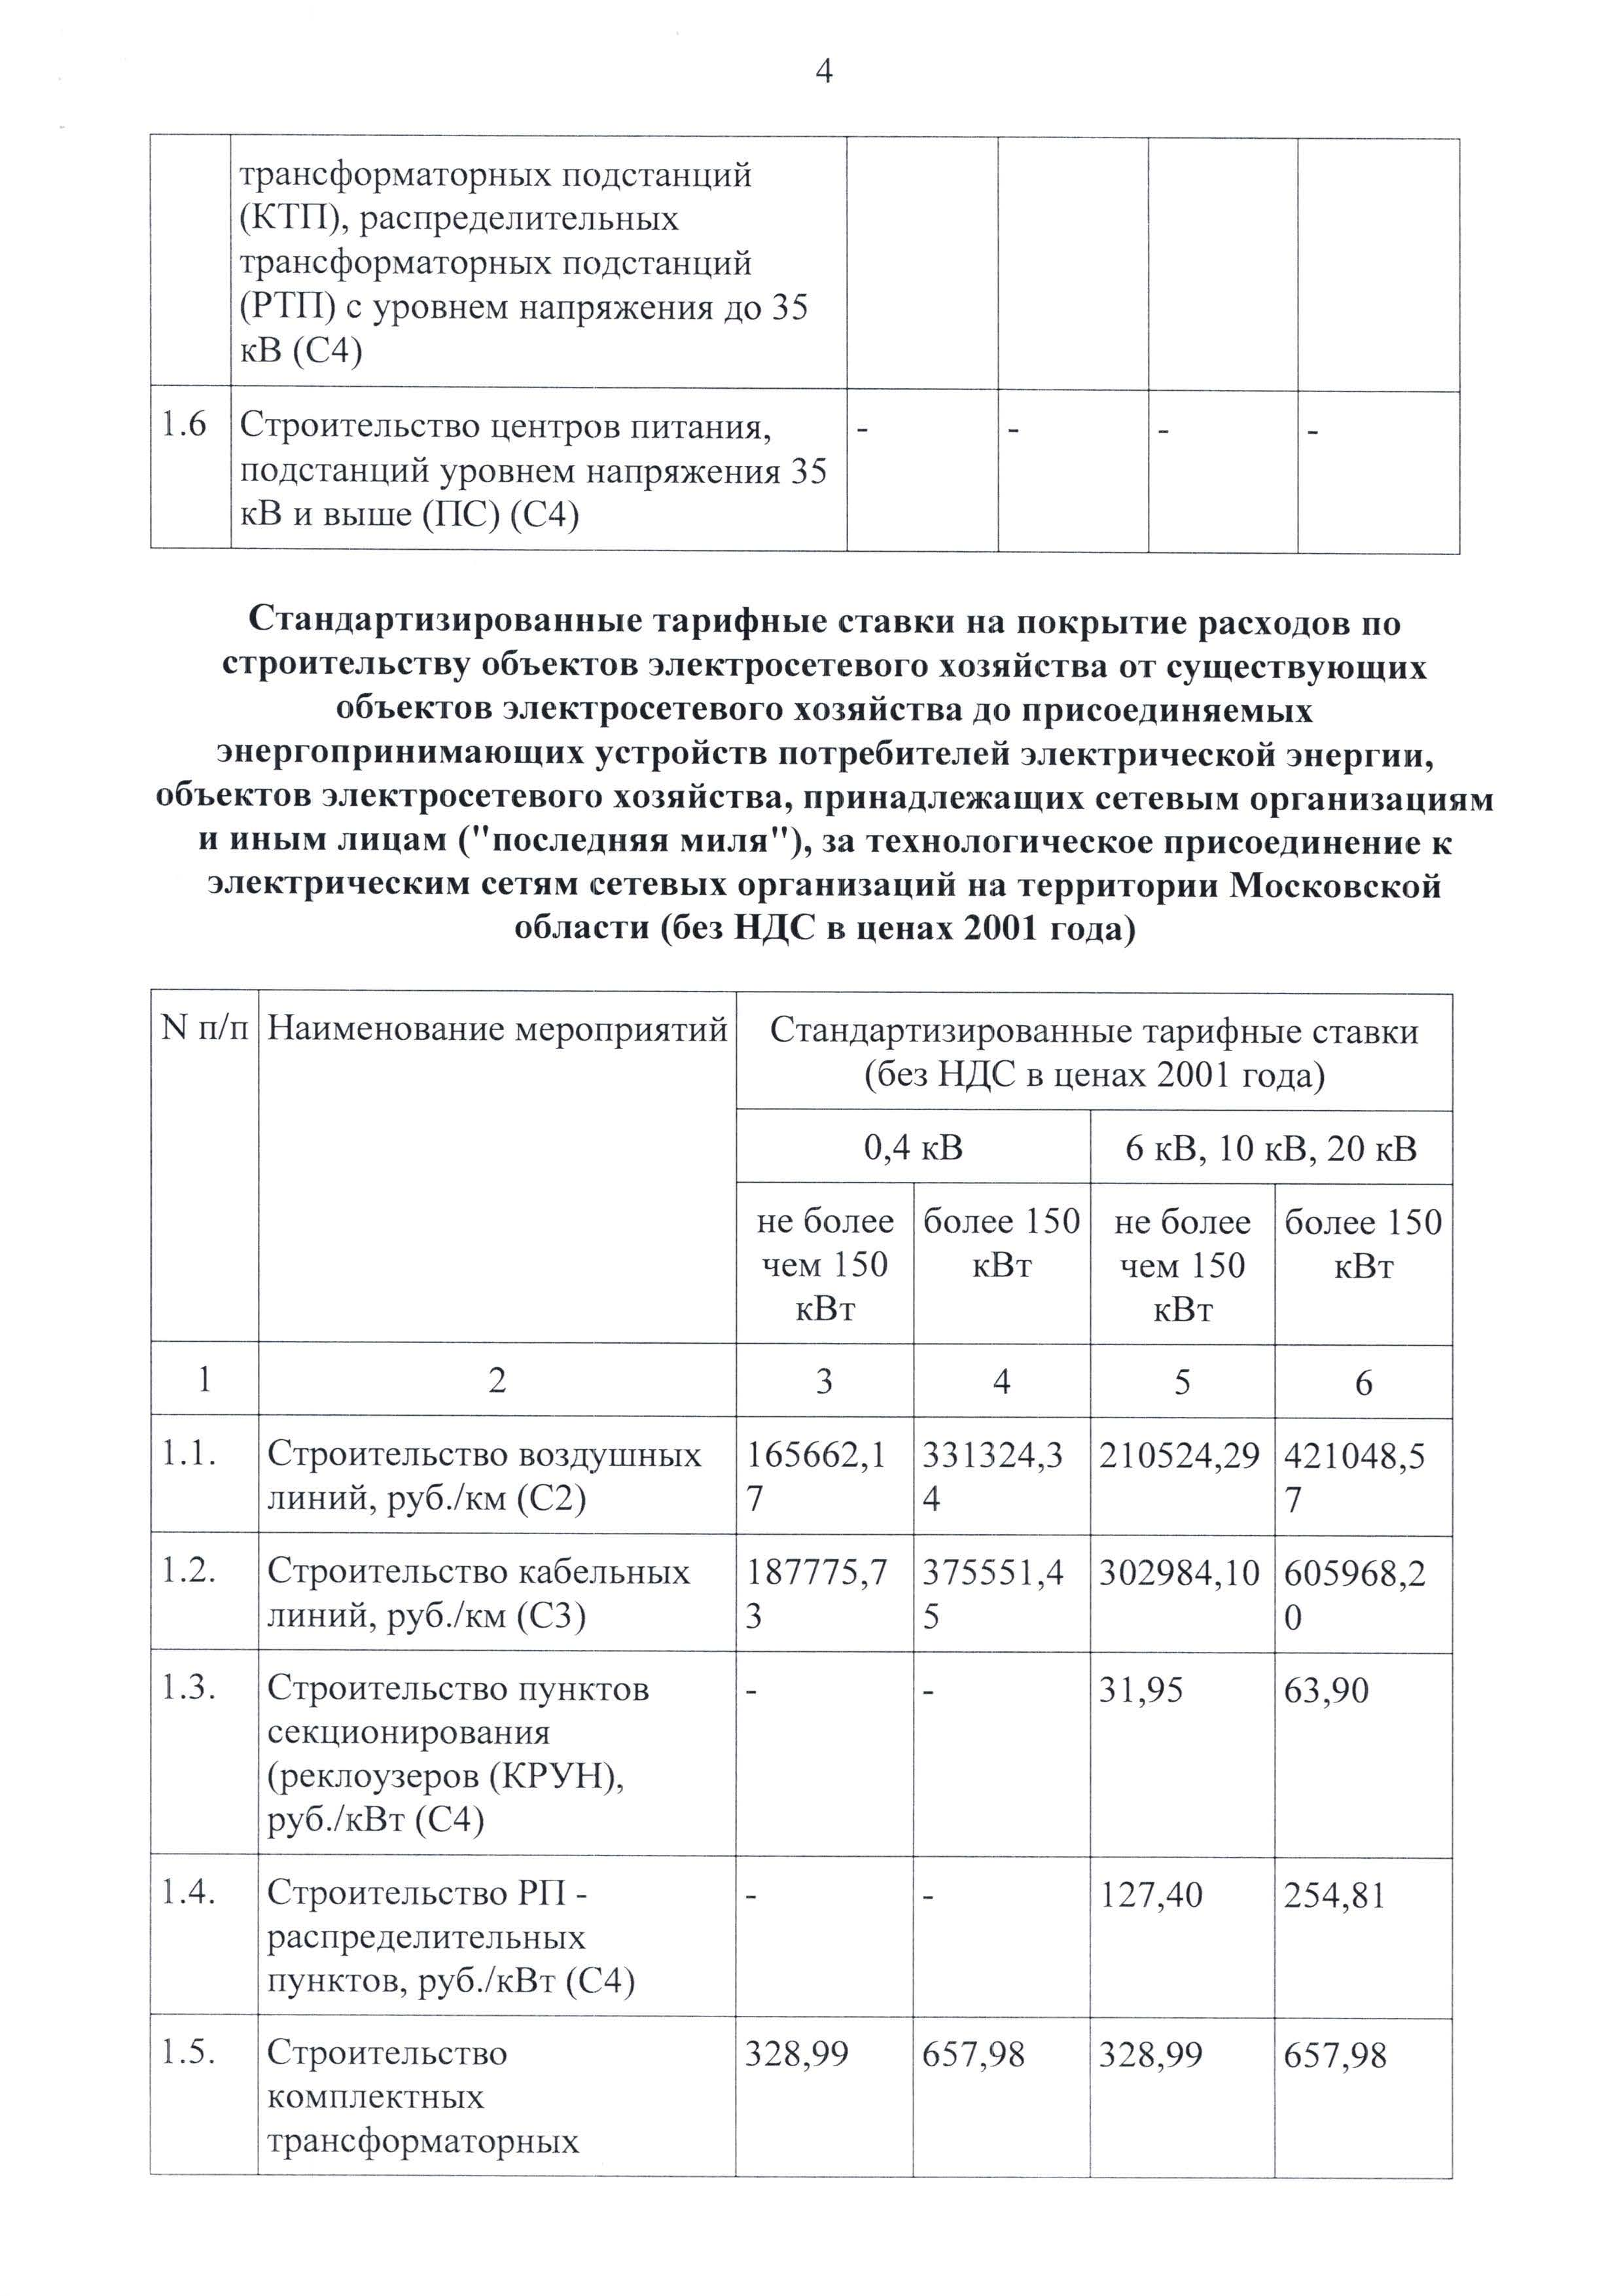 4
трансформаторных подстанций
(КТП), распределительных
трансформаторных подстанций
(РТП) с уровнем напряжения до 35
кВ (С4)
1.6 Строительство центров питания, - - - -
подстанций уровнем напряжения 35
кВ и выше (ПС) (С4)
Стандартизированные тарифные ставки на покрытие расходов по
строительству объектов электросетевого хозяйства от существующих
объектов электросетевого хозяйства до присоединяемых
энергопринимающих устройств потребителей электрической энергии,
объектов электросетевого хозяйства, принадлежащих сетевым организациям
и иным лицам ("последняя миля"), за технологическое присоединение к
электрическим сетям сетевых организаций на территории Московской
области (без НДС в ценах 2001 года)
N п/п Наименование мероприятий Стандартизированные тарифные ставки
(без НДС в ценах 2001 года)
0,4 кВ 6 кВ, 10 кВ, 20 кВ
не более более 150 не более более 150
чем 150 кВт чем 150 кВт
кВт кВт
1 2 3 4 5 6
1.1. Строительство воздушных 165662,1 331324,3 210524,29 421048,5
линий, руб./км (С2) 7 4 7
1.2. Строительство кабельных 187775,7 375551,4 302984,10 605968,2
линий, руб./км (С3) 3 5 0
1.3. Строительство пунктов - - 31,95 63,90
секционирования
(реклоузеров (КРУН),
руб./кВт (С4)
1.4. Строительство РП - - - 127,40 254,81
распределительных
пунктов, руб./кВт (С4)
1.5. Строительство 328,99 657,98 328,99 657,98
комплектных
трансформаторных